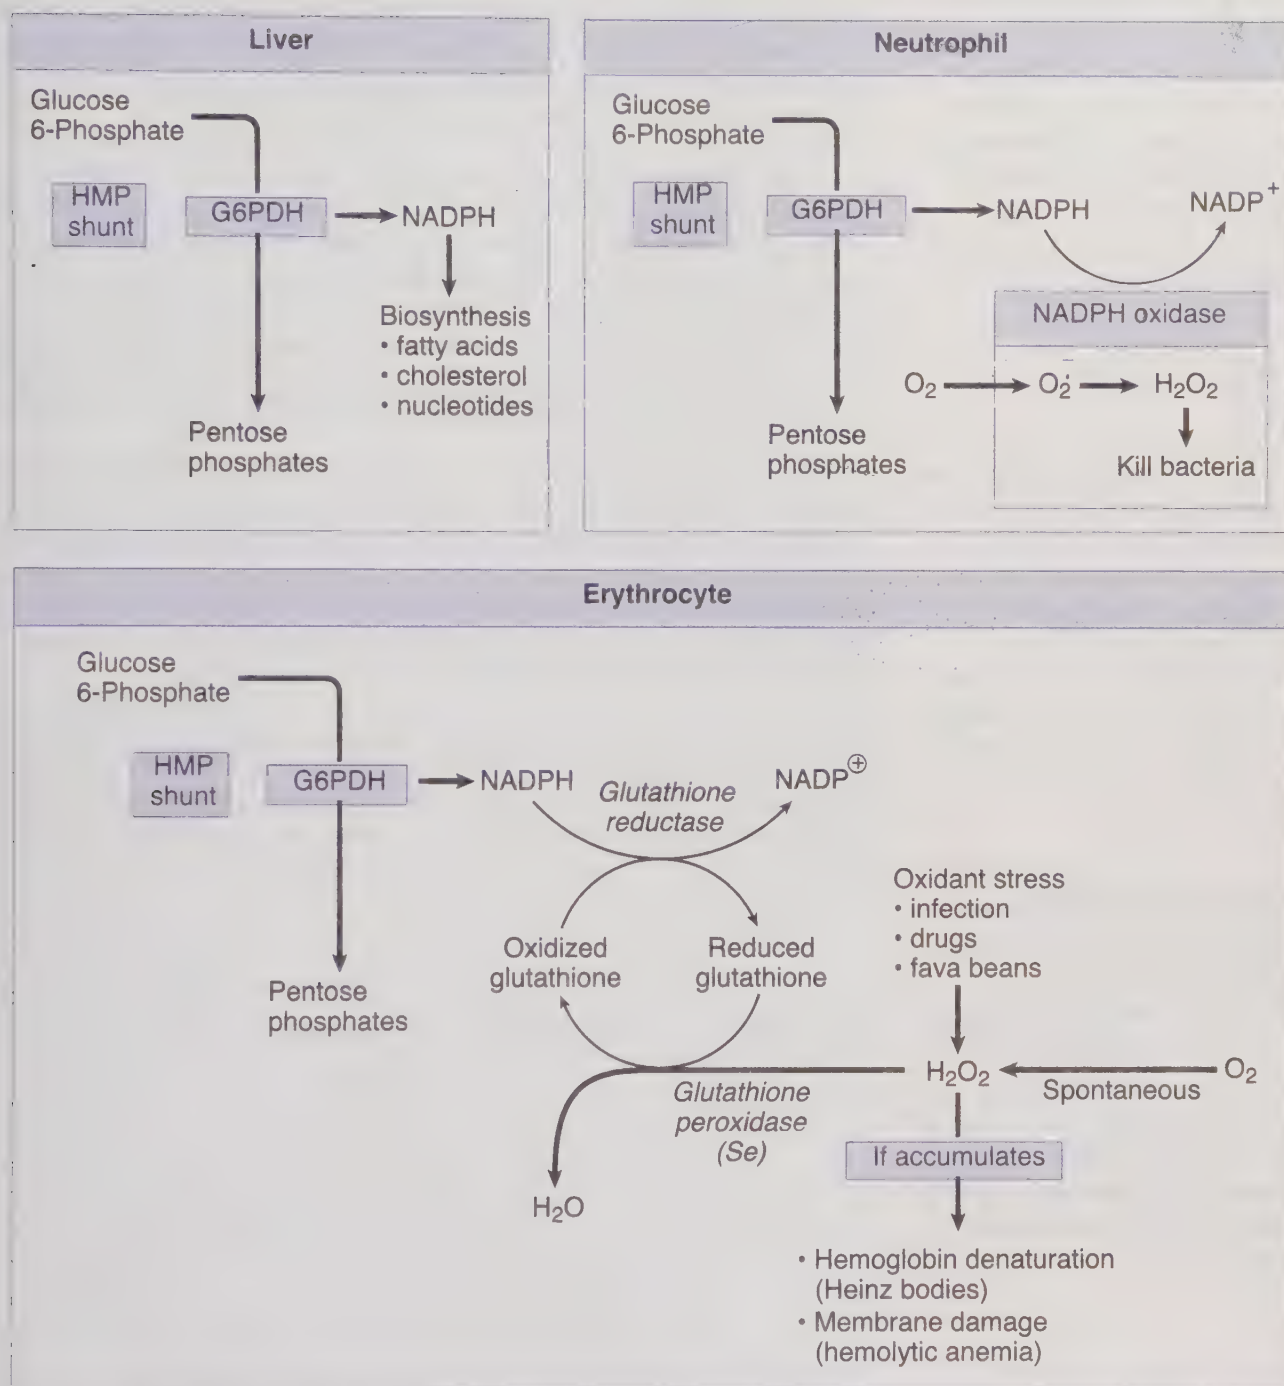 Liver
Glucose
6-Phosphate
HMP
shunt
G6PDH
NADPH
Biosynthesis
• fatty acids
• cholesterol
• nucleotides
Pentose
phosphates
Neutrophil
Glucose
6-Phosphate
HMP
shunt
G6PDH
NADPH
NADP+
NADPH oxidase
O₂
O₂∸
H₂O₂
Kill bacteria
Pentose
phosphates
Erythrocyte
Glucose
6-Phosphate
HMP
shunt
G6PDH
NADPH
Glutathione
reductase
NADP⊕
Oxidized
glutathione
Reduced
glutathione
Pentose
phosphates
Oxidant stress
• infection
• drugs
• fava beans
H₂O₂
Spontaneous
O₂
Glutathione
peroxidase
(Se)
H₂O
If accumulates
• Hemoglobin denaturation
(Heinz bodies)
• Membrane damage
(hemolytic anemia)